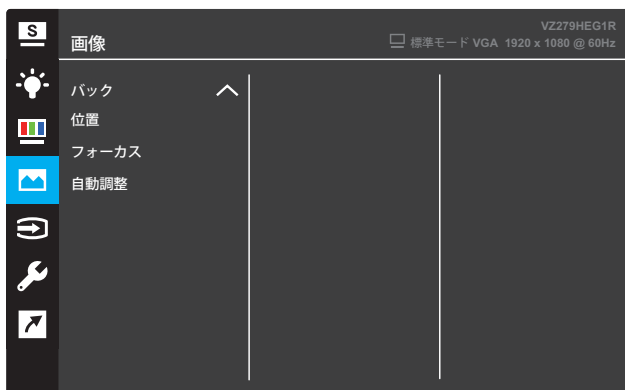 S
VZ279HEG1R
画像
標準モード VGA 1920 x 1080 @ 60Hz
バック
位置
フォーカス
自動調整